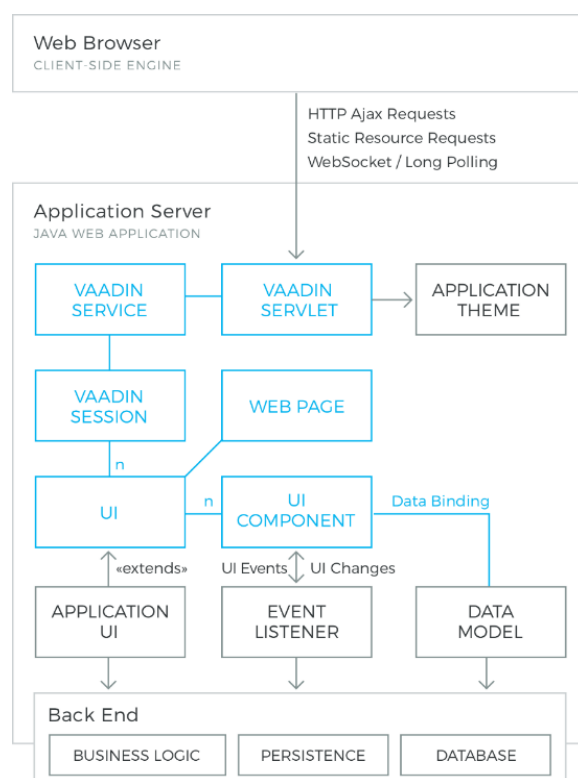 Web Browser
CLIENT-SIDE ENGINE
HTTP Ajax Requests
Static Resource Requests
WebSocket / Long Polling
Application Server
JAVA WEB APPLICATION
VAADIN
SERVICE
VAADIN
SERVLET
APPLICATION
THEME
VAADIN
SESSION
WEB PAGE
n
UI
n
UI
COMPONENT
Data Binding
«extends»
UI Events
UI Changes
APPLICATION
UI
EVENT
LISTENER
DATA
MODEL
Back End
BUSINESS LOGIC
PERSISTENCE
DATABASE